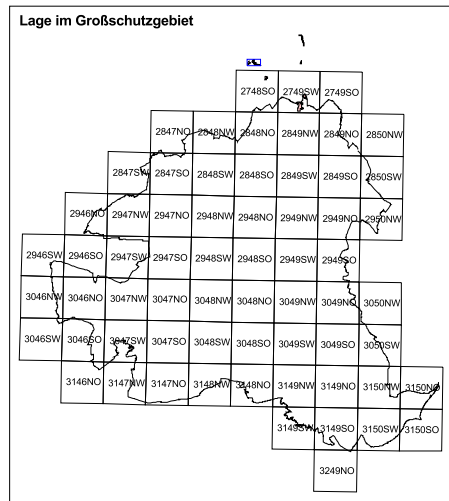 Lage im Großschutzgebiet
2748SO 2749SW 2749SO
2847NO 2848NW 2848NO 2849NW 2849NO 2850NW
2847SW 2847SO 2848SW 2848SO 2849SW 2849SO 2850SW
2946NO 2947NW 2947NO 2948NW 2948NO 2949NW 2949NO 2950NW
2946SW 2946SO 2947SW 2947SO 2948SW 2948SO 2949SW 2949SO
3046NW 3046NO 3047NW 3047NO 3048NW 3048NO 3049NW 3049NO 3050NW
3046SW 3046SO 3047SW 3047SO 3048SW 3048SO 3049SW 3049SO 3050SW
3146NO 3147NW 3147NO 3148NW 3148NO 3149NW 3149NO 3150NW 3150NO
3149SW 3149SO 3150SW 3150SO
3249NO